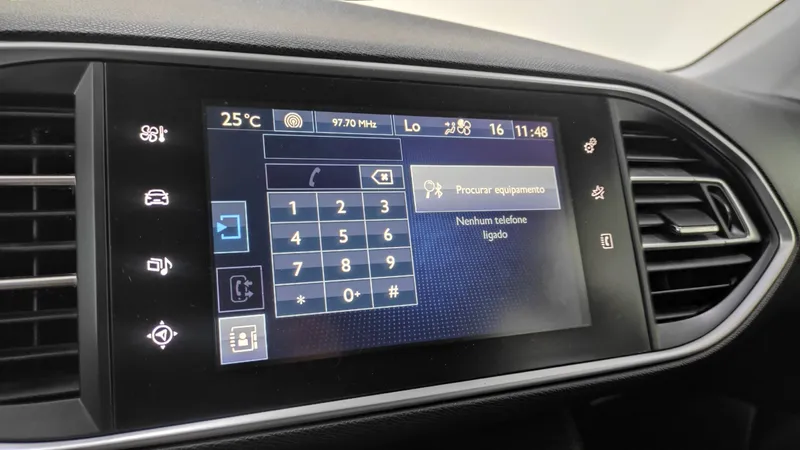 25°C
97.70 MHz
Lo
16
11:48
Procurar equipamento
Nenhum telefone
ligado
1 2 3
4 5 6
7 8 9
* 0+ #